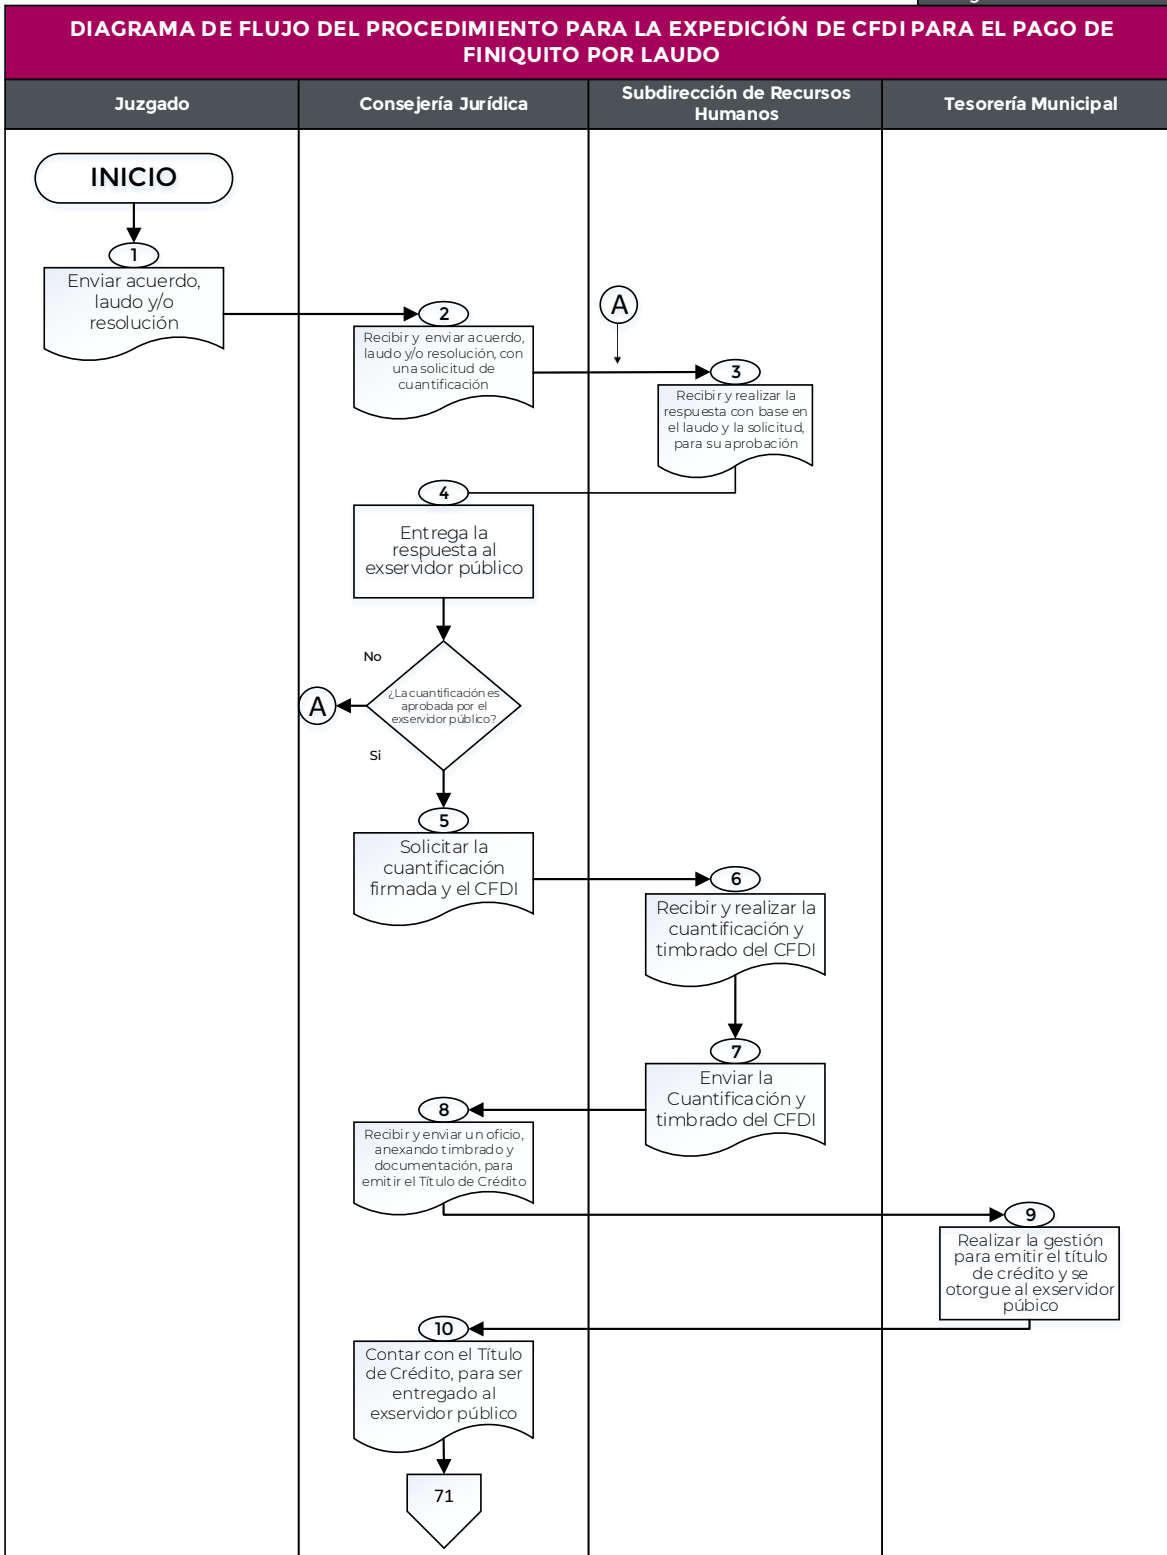 DIAGRAMA DE FLUJO DEL PROCEDIMIENTO PARA LA EXPEDICIÓN DE CFDI PARA EL PAGO DE
FINIQUITO POR LAUDO
Juzgado
Consejería Jurídica
Subdirección de Recursos
Humanos
Tesorería Municipal
INICIO
1
Enviar acuerdo,
laudo y/o
resolución
2
Recibir y enviar acuerdo,
laudo y/o resolución, con
una solicitud de
cuantificación
A
3
Recibir y realizar la
respuesta con base en
el laudo y la solicitud,
para su aprobación
4
Entrega la
respuesta al
exservidor público
No
¿La cuantificación es
aprobada por el
exservidor público?
A
Si
5
Solicitar la
cuantificación
firmada y el CFDI
6
Recibir y realizar la
cuantificación y
timbrado del CFDI
7
Enviar la
Cuantificación y
timbrado del CFDI
8
Recibir y enviar un oficio,
anexando timbrado y
documentación, para
emitir el Título de Crédito
9
Realizar la gestión
para emitir el título
de crédito y se
otorgue al exservidor
púbico
10
Contar con el Título
de Crédito, para ser
entregado al
exservidor público
71